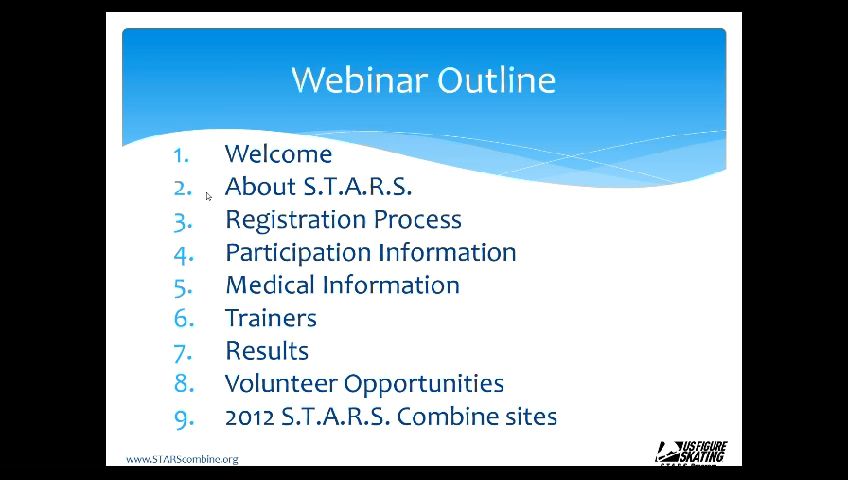 Webinar Outline
1. Welcome
2. About S.T.A.R.S.
3. Registration Process
4. Participation Information
5. Medical Information
6. Trainers
7. Results
8. Volunteer Opportunities
9. 2012 S.T.A.R.S. Combine sites
www.STARScombine.org
US FIGURE
SKATING